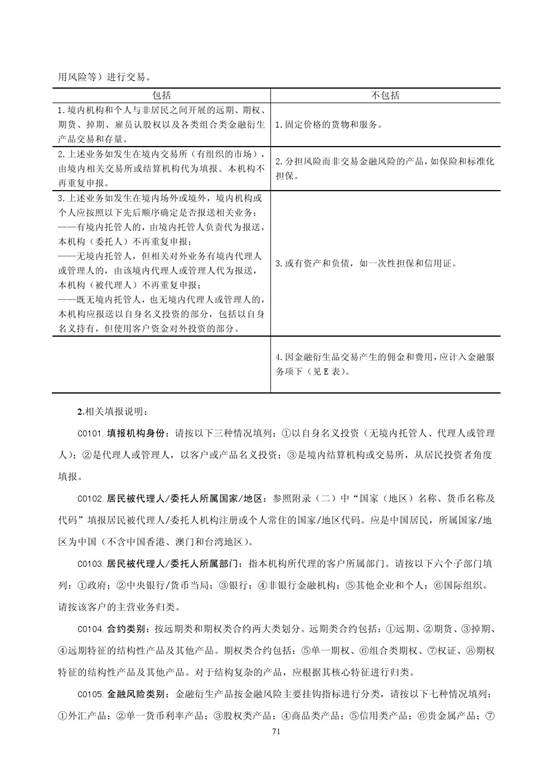 用风险等）进行交易。
包括
不包括
1.境内机构和个人与非居民之间开展的远期、期权、
期货、掉期、雇员认股权以及各类组合类金融衍生
产品交易和存量。
1.固定价格的货物和服务。
2.上述业务如发生在境内交易所（有组织的市场），
由境内相关交易所或结算机构代为填报。本机构不
再重复申报。
2.分担风险而非交易金融风险的产品,如保险和标准化
担保。
3.上述业务如发生在境内场外或境外，境内机构或
个人应按照以下先后顺序确定是否报送相关业务：
——有境内托管人的，由境内托管人负责代为报送，
本机构（委托人）不再重复申报；
——无境内托管人，但相关对外业务有境内代理人
或管理人的，由该境内代理人或管理人代为报送，
本机构（被代理人）不再重复申报；
——既无境内托管人，也无境内代理人或管理人的，
本机构应报送以自身名义投资的部分，包括以自身
名义持有，但使用客户资金对外投资的部分。
3.或有资产和负债，如一次性担保和信用证。
4.因金融衍生品交易产生的佣金和费用,应计入金融服
务项下（见 E 表）。
2.相关填报说明：
C0101.填报机构身份：请按以下三种情况填列：①以自身名义投资（无境内托管人、代理人或管理
人）；②是代理人或管理人，以客户或产品名义投资；③是境内结算机构或交易所，从居民投资者角度
填报。
C0102.居民被代理人/委托人所属国家/地区：参照附录（二）中“国家（地区）名称、货币名称及
代码”填报居民被代理人/委托人机构注册或个人常住的国家/地区代码。应是中国居民，所属国家/地
区为中国（不含中国香港、澳门和台湾地区）。
C0103.居民被代理人/委托人所属部门：指本机构所代理的客户所属部门。请按以下六个子部门填
列：①政府；②中央银行/货币当局；③银行；④非银行金融机构；⑤其他企业和个人；⑥国际组织。
请按该客户的主营业务归类。
C0104.合约类别：按远期类和期权类合约两大类划分。远期类合约包括：①远期、②期货、③掉期、
④远期特征的结构性产品及其他产品。期权类合约包括：⑤单一期权、⑥组合类期权、⑦权证、⑧期权
特征的结构性产品及其他产品。对于结构复杂的产品，应根据其核心特征进行归类。
C0105.金融风险类别：金融衍生产品按金融风险主要挂钩指标进行分类，请按以下七种情况填列：
①外汇产品；②单一货币利率产品；③股权类产品；④商品类产品；⑤信用类产品；⑥贵金属产品；⑦
71